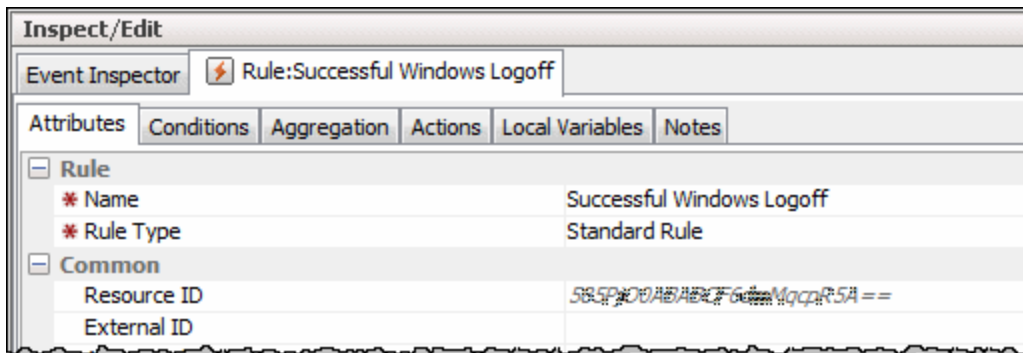 Inspect/Edit
Event Inspector Rule:Successful Windows Logoff
Attributes Conditions Aggregation Actions Local Variables Notes
Rule
* Name Successful Windows Logoff
* Rule Type Standard Rule
Common
Resource ID
External ID